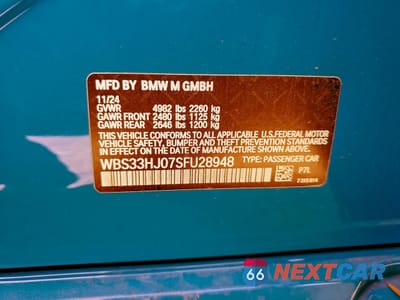 MFD BY BMW M GMBH
11/24
GVWR 4982 lbs 2260 kg
GAWR FRONT 2480 lbs 1125 kg
GAWR REAR 2646 lbs 1200 kg
THIS VEHICLE CONFORMS TO ALL APPLICABLE U.S.FEDERAL MOTOR
VEHICLE SAFETY, BUMPER AND THEFT PREVENTION STANDARDS
IN EFFECT ON THE DATE OF MANUFACTURE SHOWN ABOVE.
WBS33HJ07SFU28948 TYPE: PASSENGER CAR
P7L
66 NEXTCAR